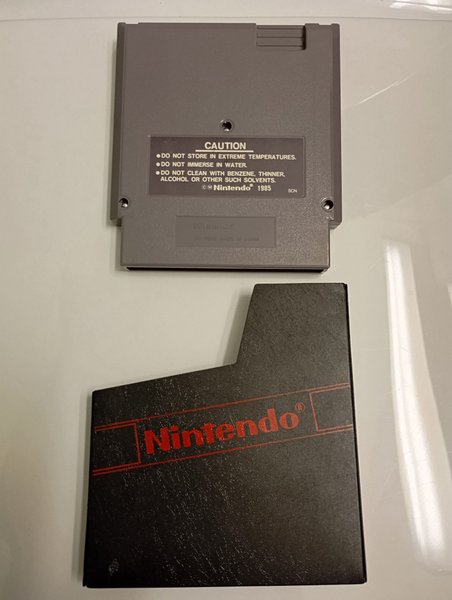 CAUTION
●DO NOT STORE IN EXTREME TEMPERATURES.
●DO NOT IMMERSE IN WATER.
●DO NOT CLEAN WITH BENZENE, THINNER,
ALCOHOL OR OTHER SUCH SOLVENTS.
©Nintendo® 1985
SCN
Nintendo®